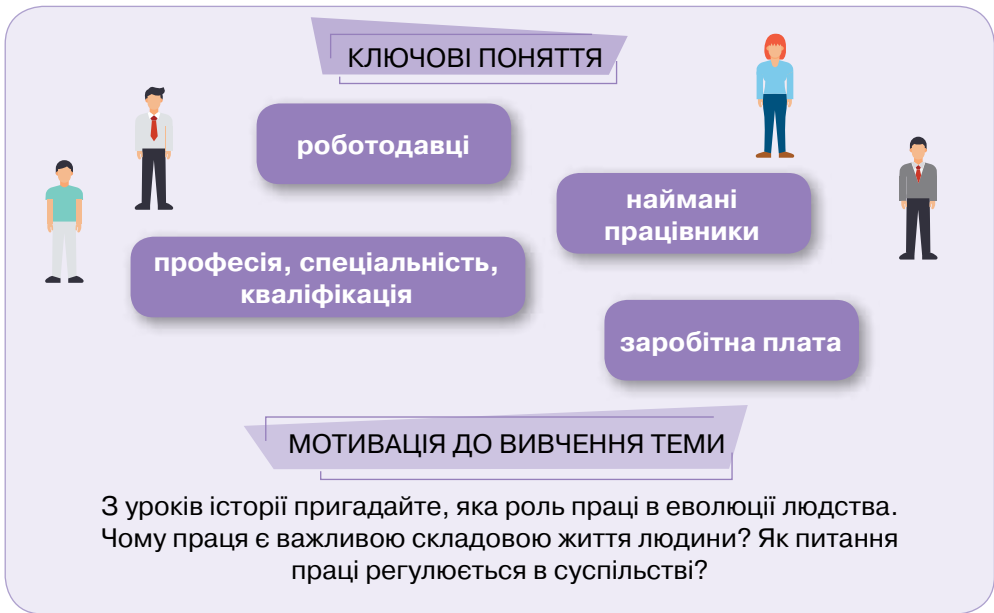 КЛЮЧОВІ ПОНЯТТЯ
роботодавці
наймані
працівники
професія, спеціальність,
кваліфікація
заробітна плата
МОТИВАЦІЯ ДО ВИВЧЕННЯ ТЕМИ
З уроків історії пригадайте, яка роль праці в еволюції людства.
Чому праця є важливою складовою життя людини? Як питання
праці регулюється в суспільстві?